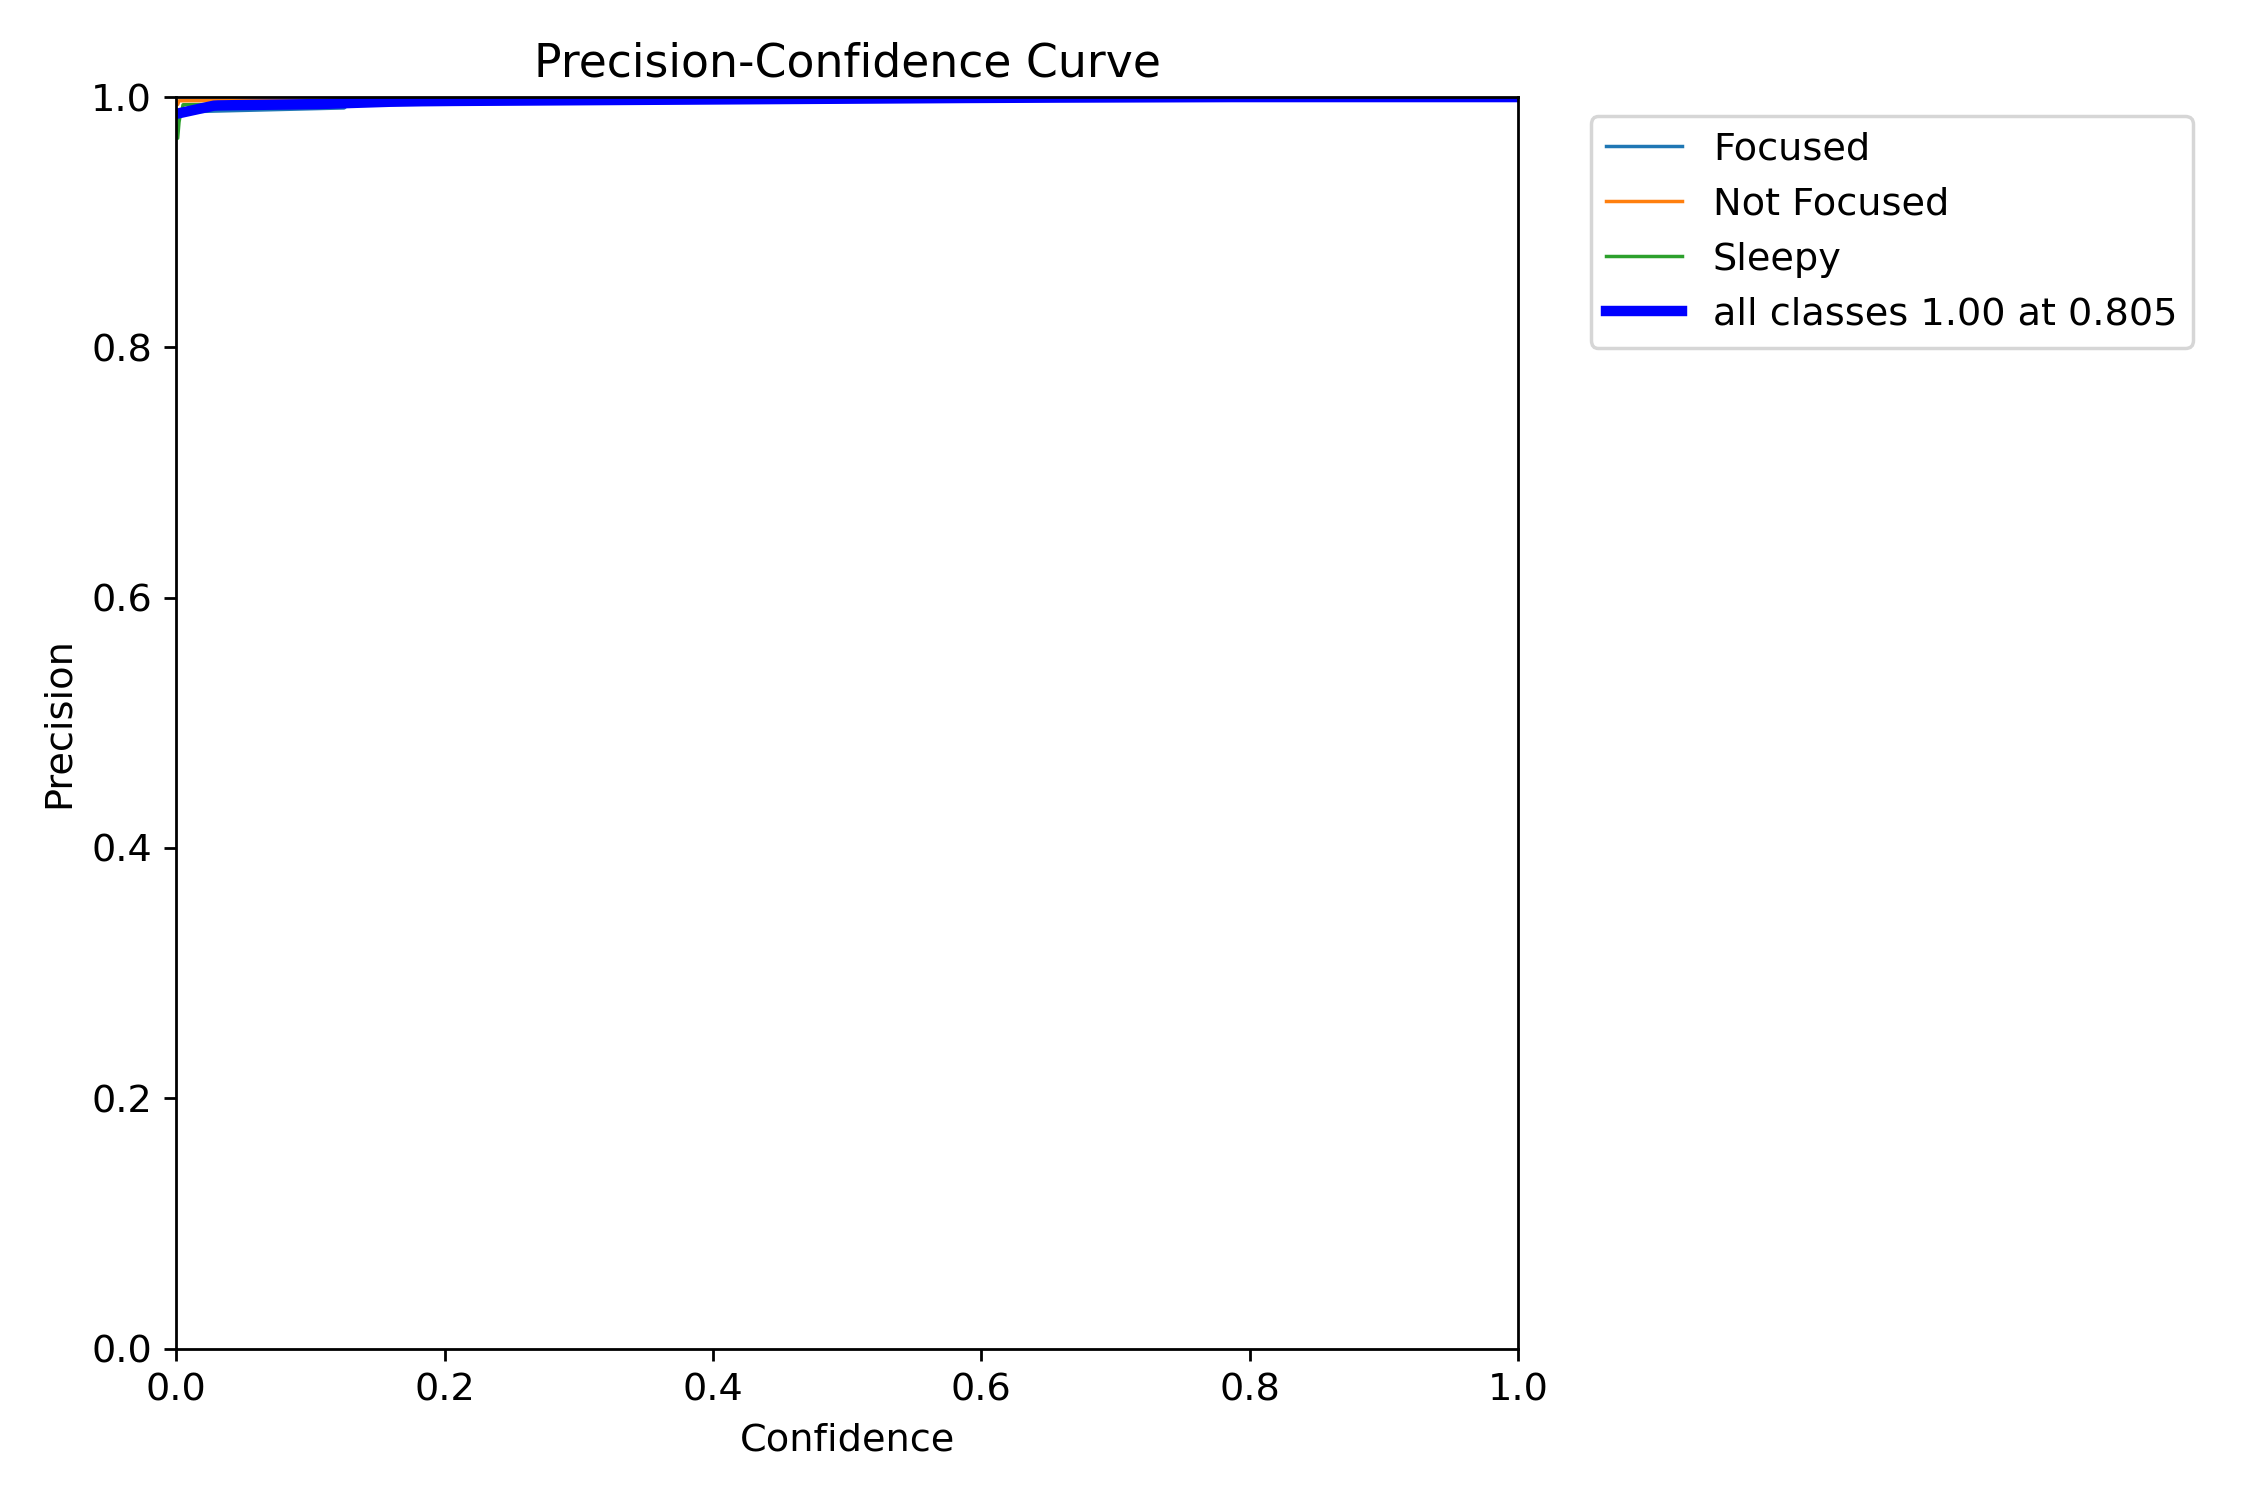 Precision-Confidence Curve
1.0
0.8
0.6
0.4
0.2
0.0
Precision
0.0 0.2 0.4 0.6 0.8 1.0
Confidence
Focused
Not Focused
Sleepy
all classes 1.00 at 0.805